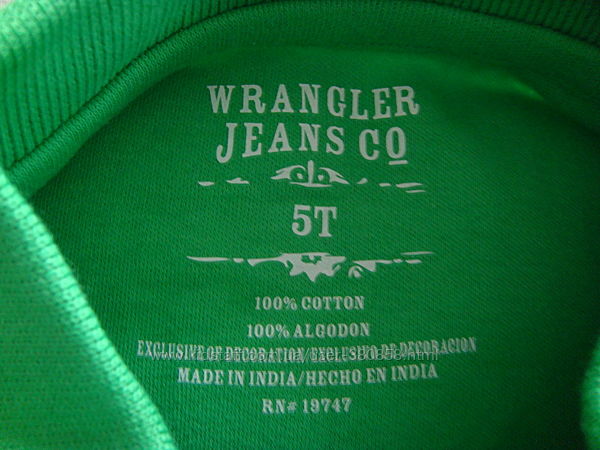 WRANGLER
JEANS CO
5T
100% COTTON
100% ALGODON
EXCLUSIVE OF DECORATION/EXCLUSIVO DE DECORACION
MADE IN INDIA/HECHO EN INDIA
RN# 19747